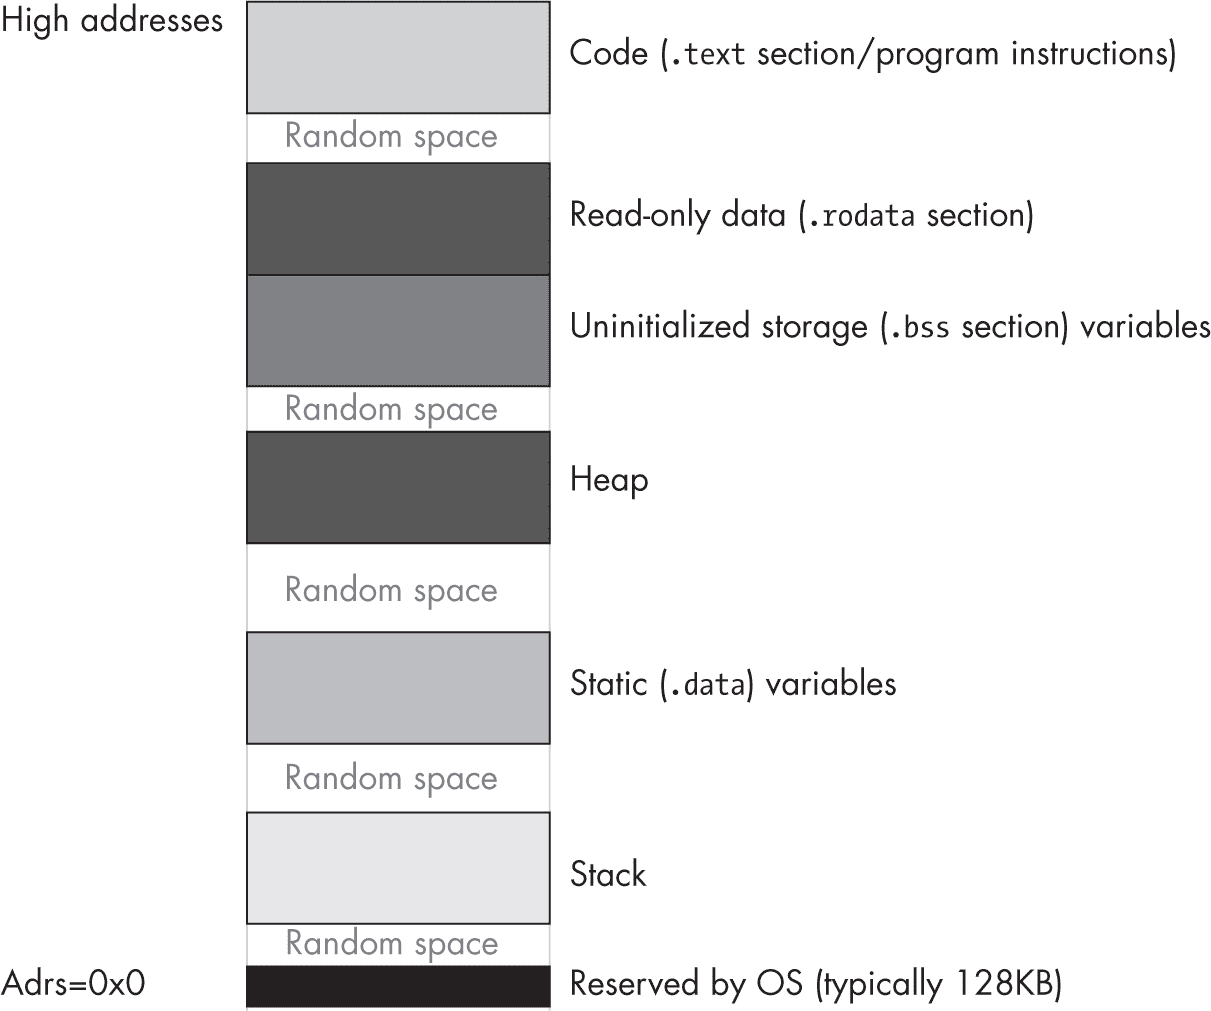 High addresses
Code (.text section/program instructions)
Random space
Read-only data (.rodata section)
Uninitialized storage (.bss section) variables
Random space
Heap
Random space
Static (.data) variables
Random space
Stack
Random space
Adrs=0x0
Reserved by OS (typically 128KB)